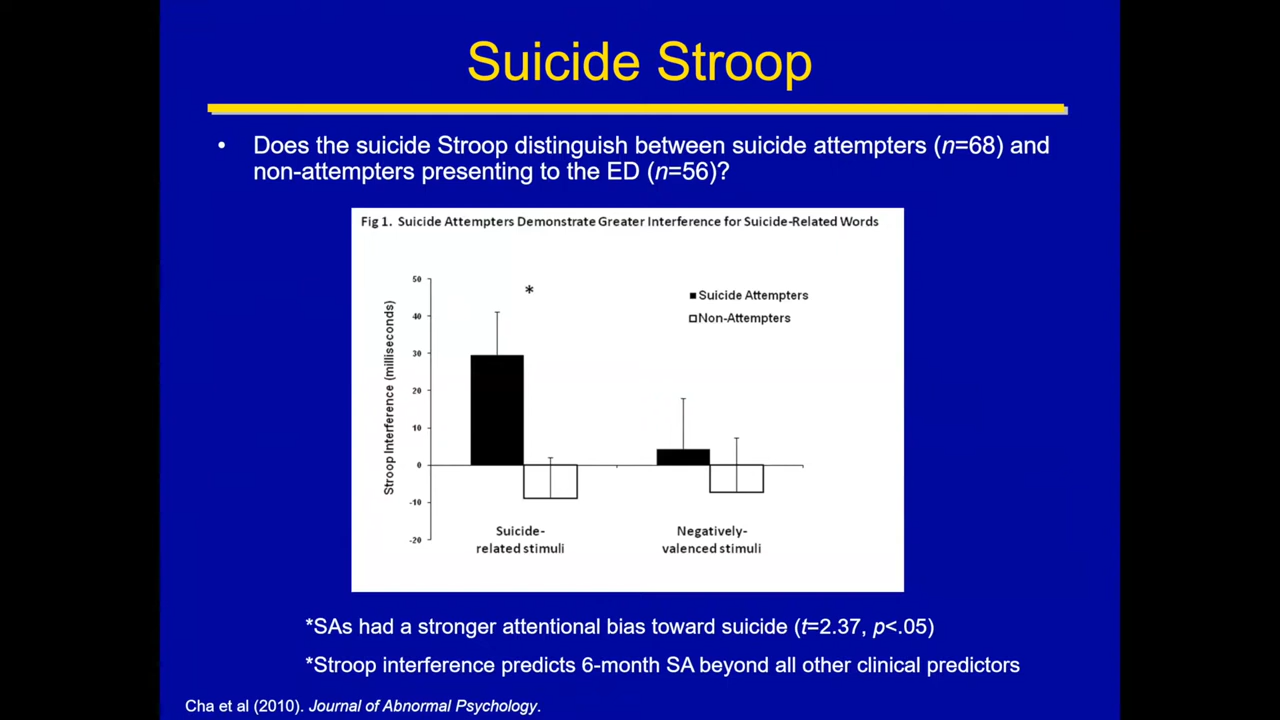 Suicide Stroop
• Does the suicide Stroop distinguish between suicide attempters (n=68) and
non-attempters presenting to the ED (n=56)?
Fig 1. Suicide Attempters Demonstrate Greater Interference for Suicide-Related Words
Stroop Interference (milliseconds)
50
40
30
20
10
0
-10
-20
*
■Suicide Attempters
□Non-Attempters
Suicide-
related stimuli
Negatively-
valenced stimuli
*SAs had a stronger attentional bias toward suicide (t=2.37, p<.05)
*Stroop interference predicts 6-month SA beyond all other clinical predictors
Cha et al (2010). Journal of Abnormal Psychology.